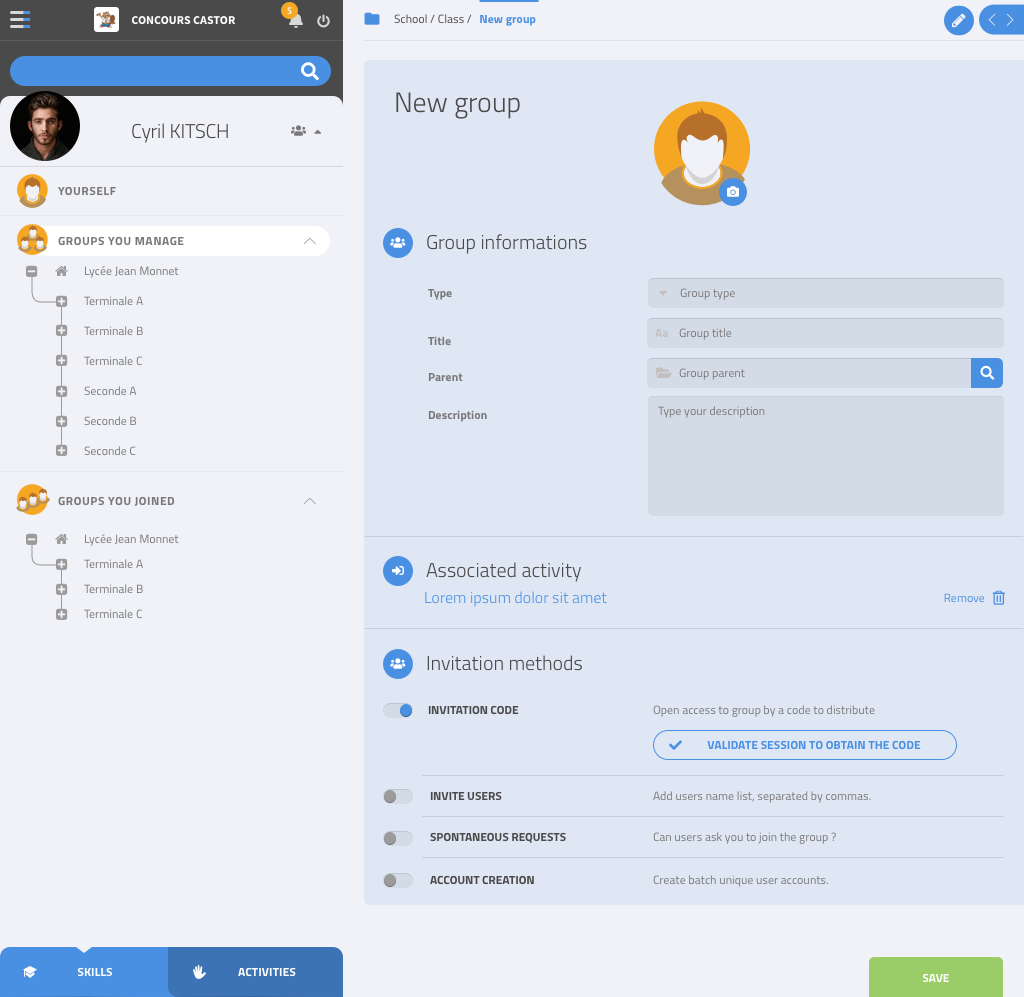 CONCOURS CASTOR
5
School / Class / New group
Cyril KITSCH
YOURSELF
GROUPS YOU MANAGE
Lycée Jean Monnet
Terminale A
Terminale B
Terminale C
Seconde A
Seconde B
Seconde C
GROUPS YOU JOINED
Lycée Jean Monnet
Terminale A
Terminale B
Terminale C
SKILLS
ACTIVITIES
New group
Group informations
Type
Group type
Title
Aa Group title
Parent
Group parent
Description
Type your description
Associated activity
Lorem ipsum dolor sit amet
Remove
Invitation methods
INVITATION CODE
Open access to group by a code to distribute
VALIDATE SESSION TO OBTAIN THE CODE
INVITE USERS
Add users name list, separated by commas.
SPONTANEOUS REQUESTS
Can users ask you to join the group ?
ACCOUNT CREATION
Create batch unique user accounts.
SAVE